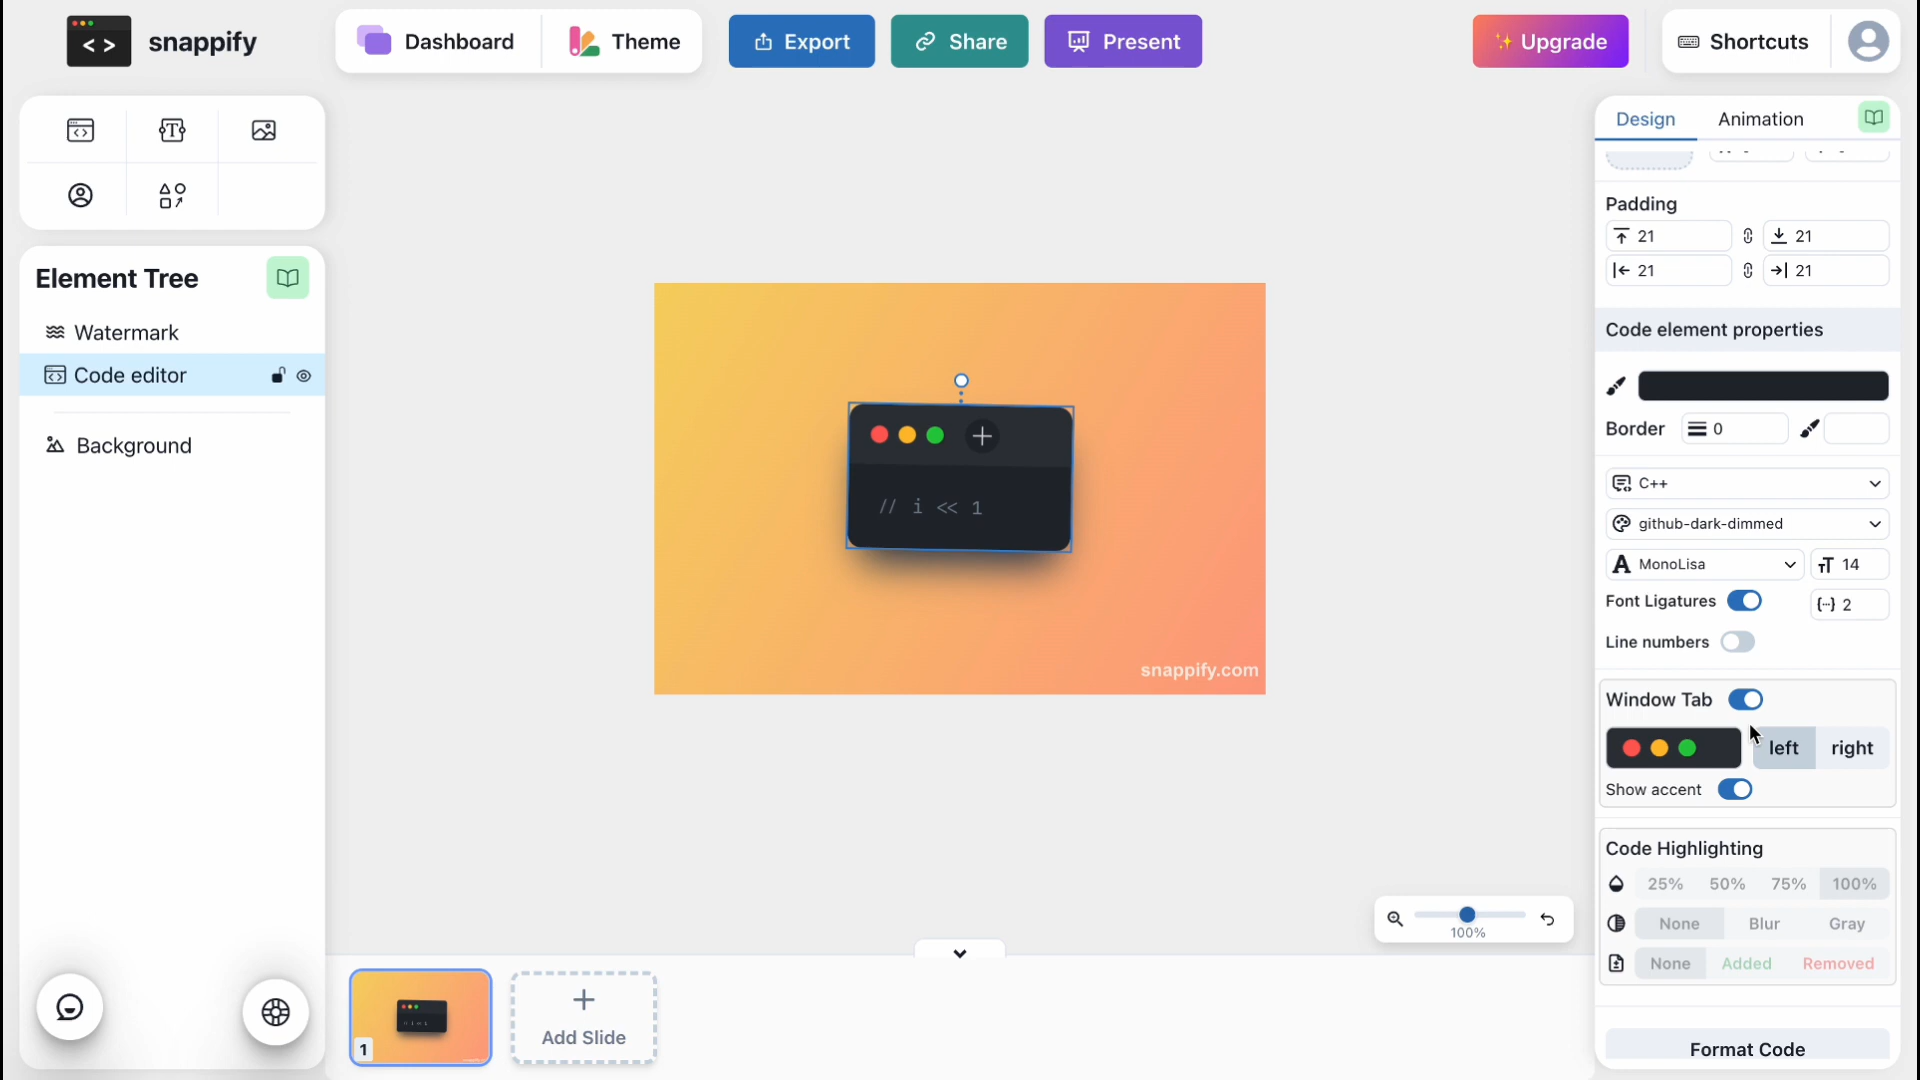 snappify
Dashboard
Theme
Export
Share
Present
Upgrade
Shortcuts
Element Tree
Watermark
Code editor
Background
// i << 1
snappify.com
100%
1
Add Slide
Design
Animation
Padding
21
21
21
21
Code element properties
Border
0
C++
github-dark-dimmed
MonoLisa
14
Font Ligatures
2
Line numbers
Window Tab
left
right
Show accent
Code Highlighting
25% 50% 75% 100%
None Blur Gray
None Added Removed
Format Code